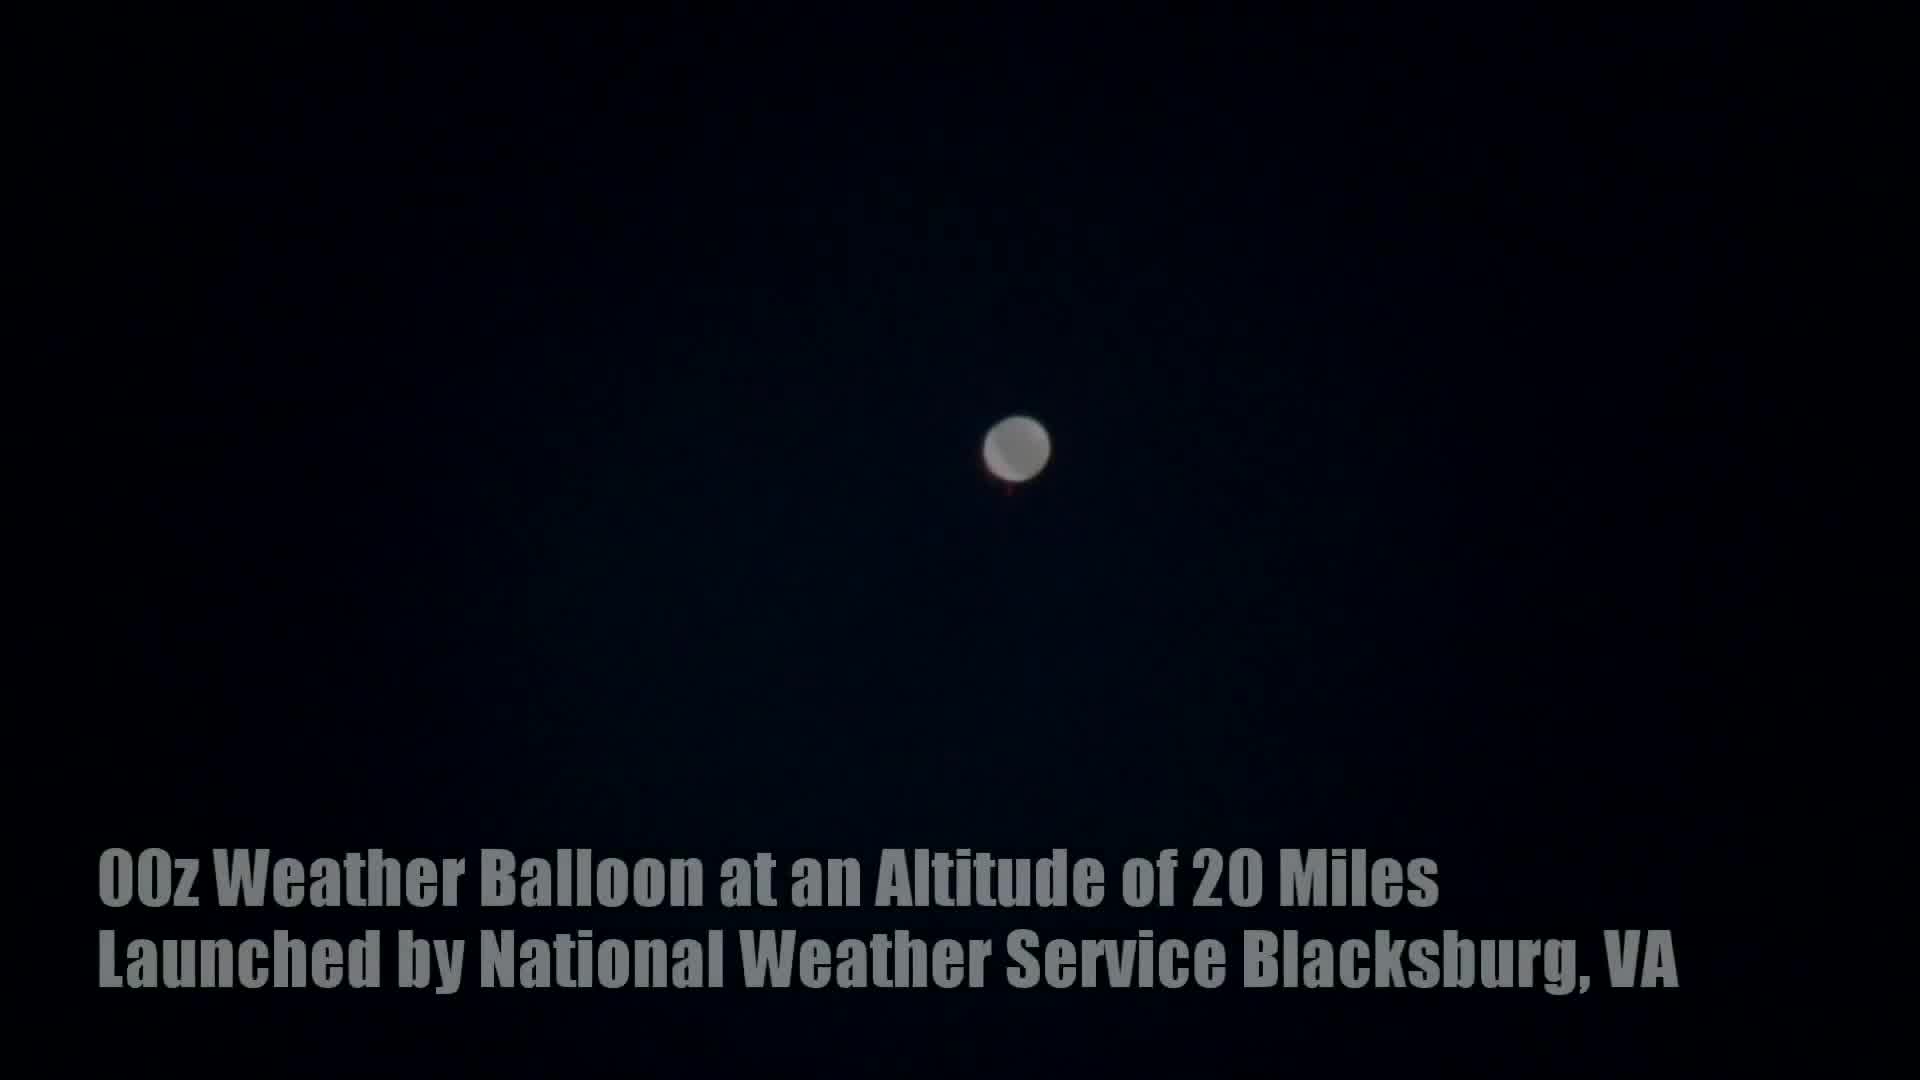 00z Weather Balloon at an Altitude of 20 Miles
Launched by National Weather Service Blacksburg, VA